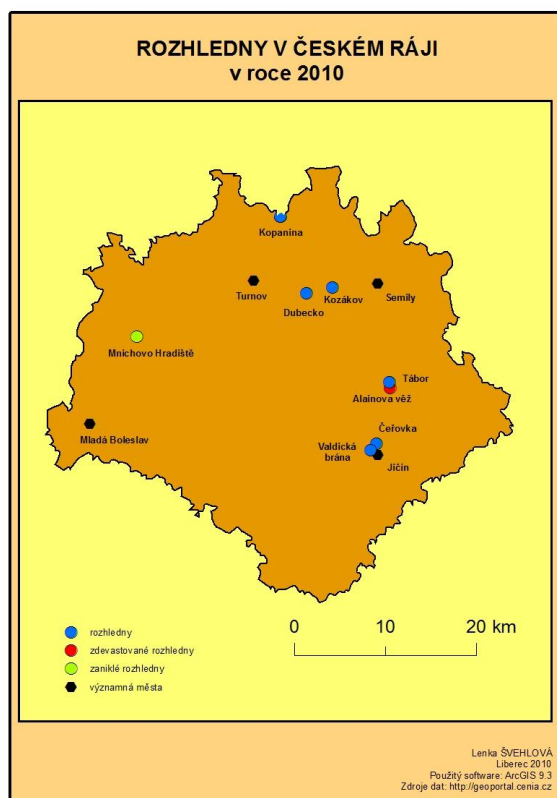 ROZHLEDNY V ČESKÉM RÁJI
v roce 2010
Kopanina
Turnov
Dubecko
Kozákov
Semily
Mnichovo Hradiště
Tábor
Alainova věž
Mladá Boleslav
Čeřovka
Valdická
brána
Jičín
rozhledny
zdevastované rozhledny
zaniklé rozhledny
významná města
0 10 20 km
Lenka ŠVEHLOVÁ
Liberec 2010
Použitý software: ArcGIS 9.3
Zdroje dat: http://geoportal.cenia.cz